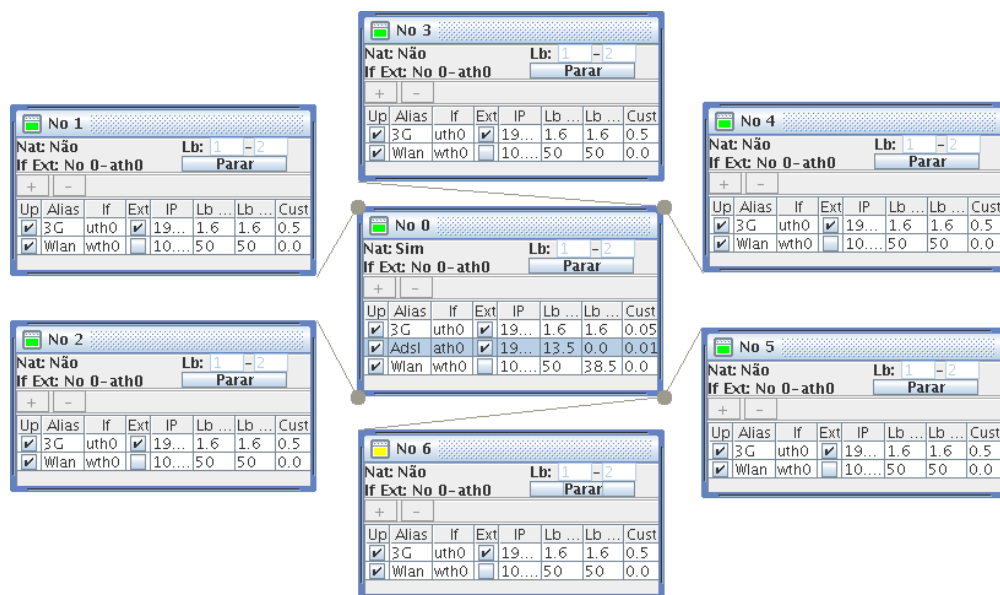 No 3
Nat: Não Lb: 1 - 2
If Ext: No 0-ath0 Parar
+ -
Up Alias If Ext IP Lb ... Lb ... Cust
3G uth0 19... 1.6 1.6 0.5
Wlan wth0 10.... 50 50 0.0
No 1
Nat: Não Lb: 1 - 2
If Ext: No 0-ath0 Parar
+ -
Up Alias If Ext IP Lb ... Lb ... Cust
3G uth0 19... 1.6 1.6 0.5
Wlan wth0 10.... 50 50 0.0
No 4
Nat: Não Lb: 1 - 2
If Ext: No 0-ath0 Parar
+ -
Up Alias If Ext IP Lb ... Lb ... Cust
3G uth0 19... 1.6 1.6 0.5
Wlan wth0 10.... 50 50 0.0
No 0
Nat: Sim Lb: 1 - 2
If Ext: No 0-ath0 Parar
+ -
Up Alias If Ext IP Lb ... Lb ... Cust
3G uth0 19... 1.6 1.6 0.05
Adsl ath0 19... 13.5 0.0 0.01
Wlan wth0 10.... 50 38.5 0.0
No 2
Nat: Não Lb: 1 - 2
If Ext: No 0-ath0 Parar
+ -
Up Alias If Ext IP Lb ... Lb ... Cust
3G uth0 19... 1.6 1.6 0.5
Wlan wth0 10.... 50 50 0.0
No 5
Nat: Não Lb: 1 - 2
If Ext: No 0-ath0 Parar
+ -
Up Alias If Ext IP Lb ... Lb ... Cust
3G uth0 19... 1.6 1.6 0.5
Wlan wth0 10.... 50 50 0.0
No 6
Nat: Não Lb: 1 - 2
If Ext: No 0-ath0 Parar
+ -
Up Alias If Ext IP Lb ... Lb ... Cust
3G uth0 19... 1.6 1.6 0.5
Wlan wth0 10.... 50 50 0.0